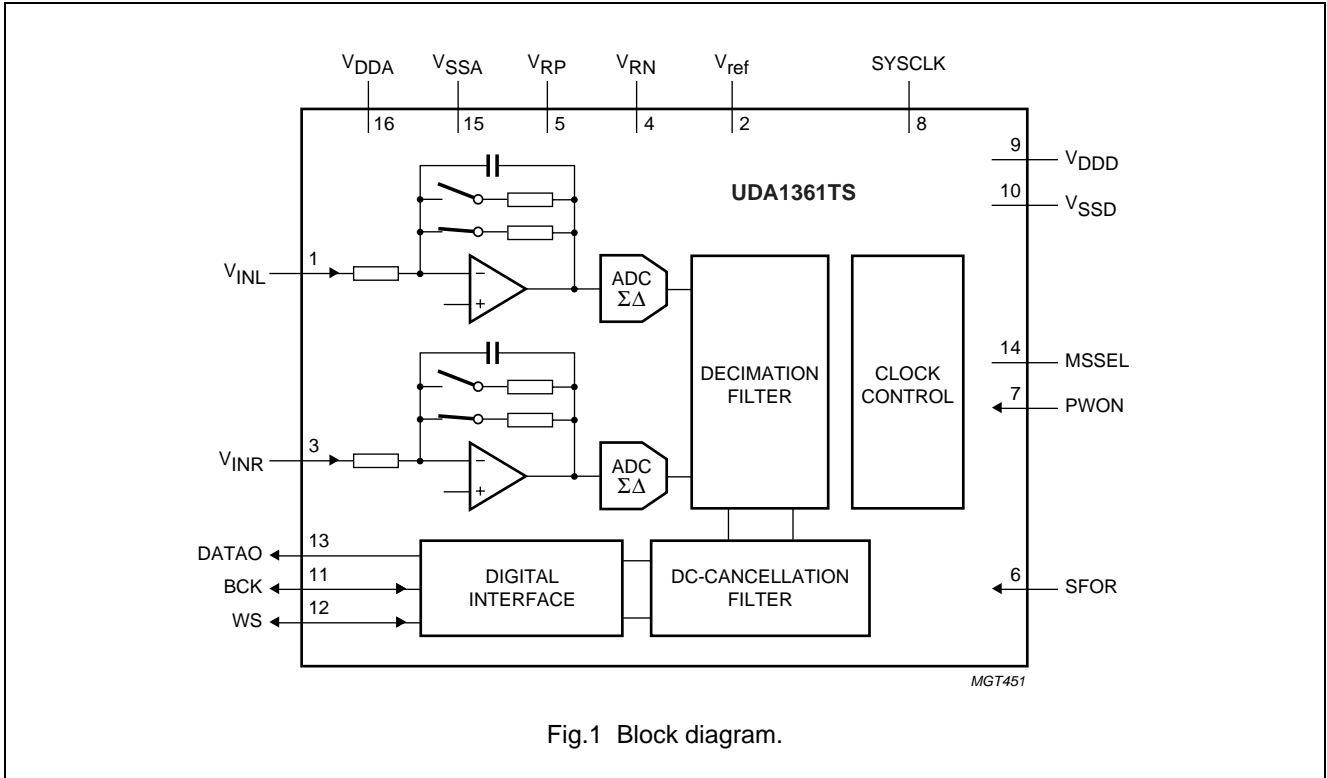 VDDA VSSA VRP VRN Vref SYSCLK
16 15 5 4 2 8
9 VDDD
UDA1361TS
10 VSSD
VINL 1
−
+
ADC
ΣΔ
DECIMATION
FILTER
CLOCK
CONTROL
14 MSSEL
7 PWON
VINR 3
−
+
ADC
ΣΔ
DATAO 13
BCK 11
WS 12
DIGITAL
INTERFACE
DC-CANCELLATION
FILTER
6 SFOR
MGT451
Fig.1 Block diagram.